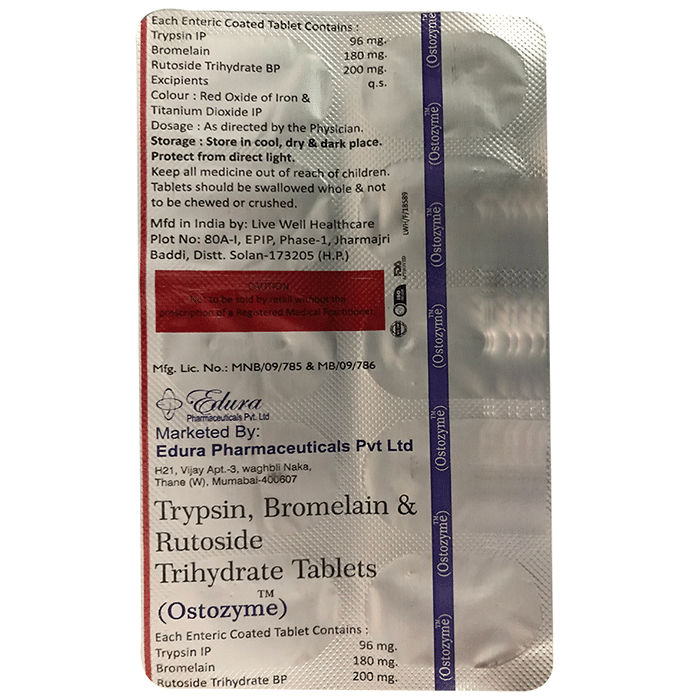 Each Enteric Coated Tablet Contains :
Trypsin IP 96 mg.
Bromelain 180 mg.
Rutoside Trihydrate BP 200 mg.
Excipients q.s.
Colour : Red Oxide of Iron &
Titanium Dioxide IP
Dosage : As directed by the Physician.
Storage : Store in cool, dry & dark place.
Protect from direct light.
Keep all medicine out of reach of children.
Tablets should be swallowed whole & not
to be chewed or crushed.
Mfd in India by: Live Well Healthcare
Plot No: 80A-I, EPIP, Phase-1, Jharmajri
Baddi, Distt. Solan-173205 (H.P.)
CAUTION
Not to be sold by retail without the
prescription of a Registered Medical Practitioner.
Mfg. Lic. No.: MNB/09/785 & MB/09/786
Edura
Pharmaceuticals Pvt. Ltd
Marketed By:
Edura Pharmaceuticals Pvt Ltd
H21, Vijay Apt.-3, waghbli Naka,
Thane (W), Mumabai-400607
Trypsin, Bromelain &
Rutoside
Trihydrate Tablets
(Ostozyme)™
Each Enteric Coated Tablet Contains :
Trypsin IP 96 mg.
Bromelain 180 mg.
Rutoside Trihydrate BP 200 mg.
LWH/F/18589
(Ostozyme)™
(Ostozyme)™
(Ostozyme)™
(Ostozyme)™
(Ostozyme)™
(Ostozyme)™
(Ostozyme)™